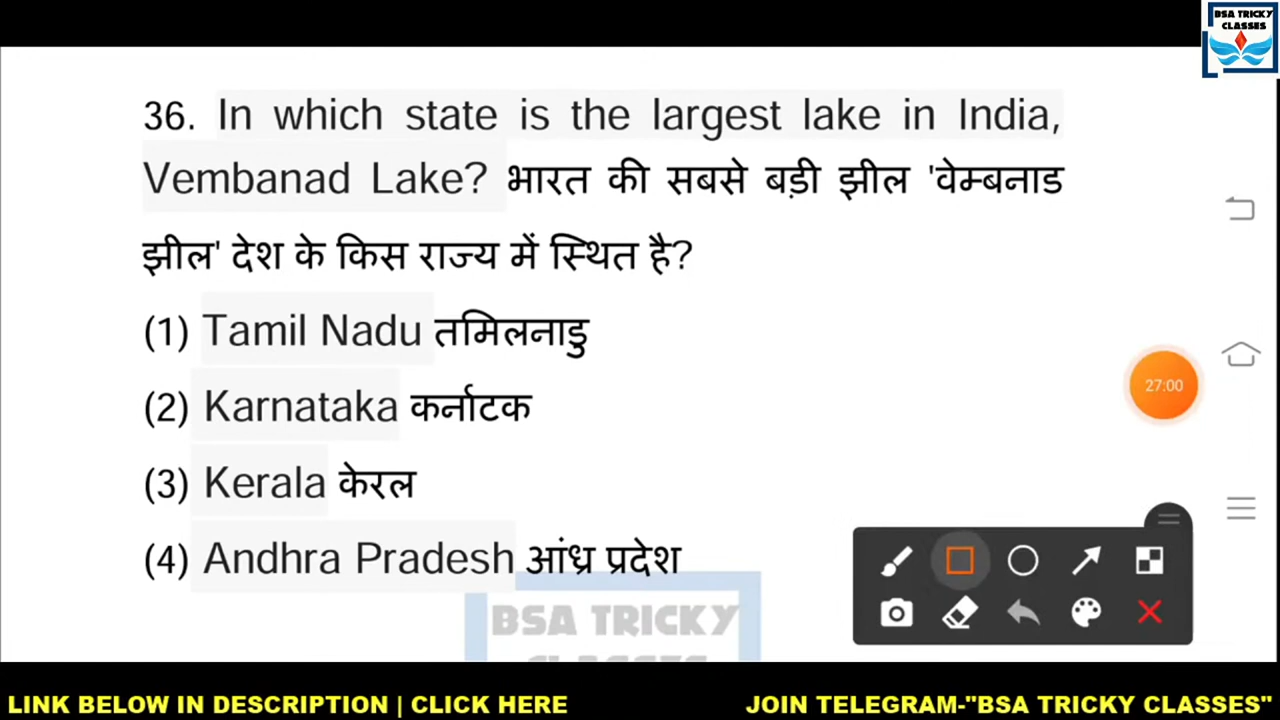 BSA TRICKY
CLASSES
36. In which state is the largest lake in India,
Vembanad Lake? भारत की सबसे बड़ी झील 'वेम्बनाड
झील' देश के किस राज्य में स्थित है?
(1) Tamil Nadu तमिलनाडु
(2) Karnataka कर्नाटक
27:00
(3) Kerala केरल
(4) Andhra Pradesh आंध्र प्रदेश
BSA TRICKY
CLASSES
LINK BELOW IN DESCRIPTION | CLICK HERE
JOIN TELEGRAM-"BSA TRICKY CLASSES"